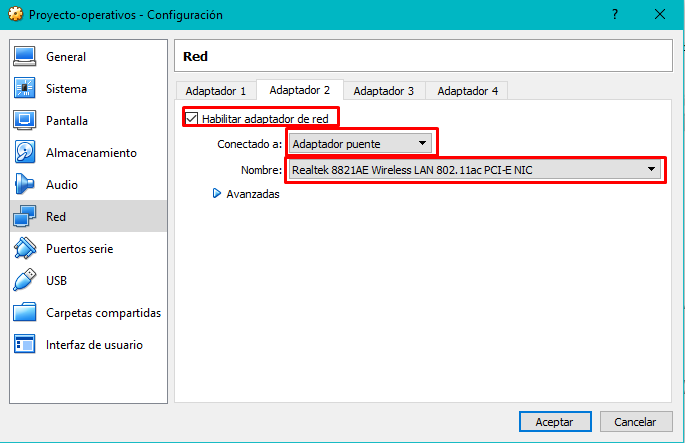 Proyecto-operativos - Configuración
?
General
Sistema
Pantalla
Almacenamiento
Audio
Red
Puertos serie
USB
Carpetas compartidas
Interfaz de usuario
Red
Adaptador 1 Adaptador 2 Adaptador 3 Adaptador 4
Habilitar adaptador de red
Conectado a: Adaptador puente
Nombre: Realtek 8821AE Wireless LAN 802.11ac PCI-E NIC
Avanzadas
Aceptar Cancelar